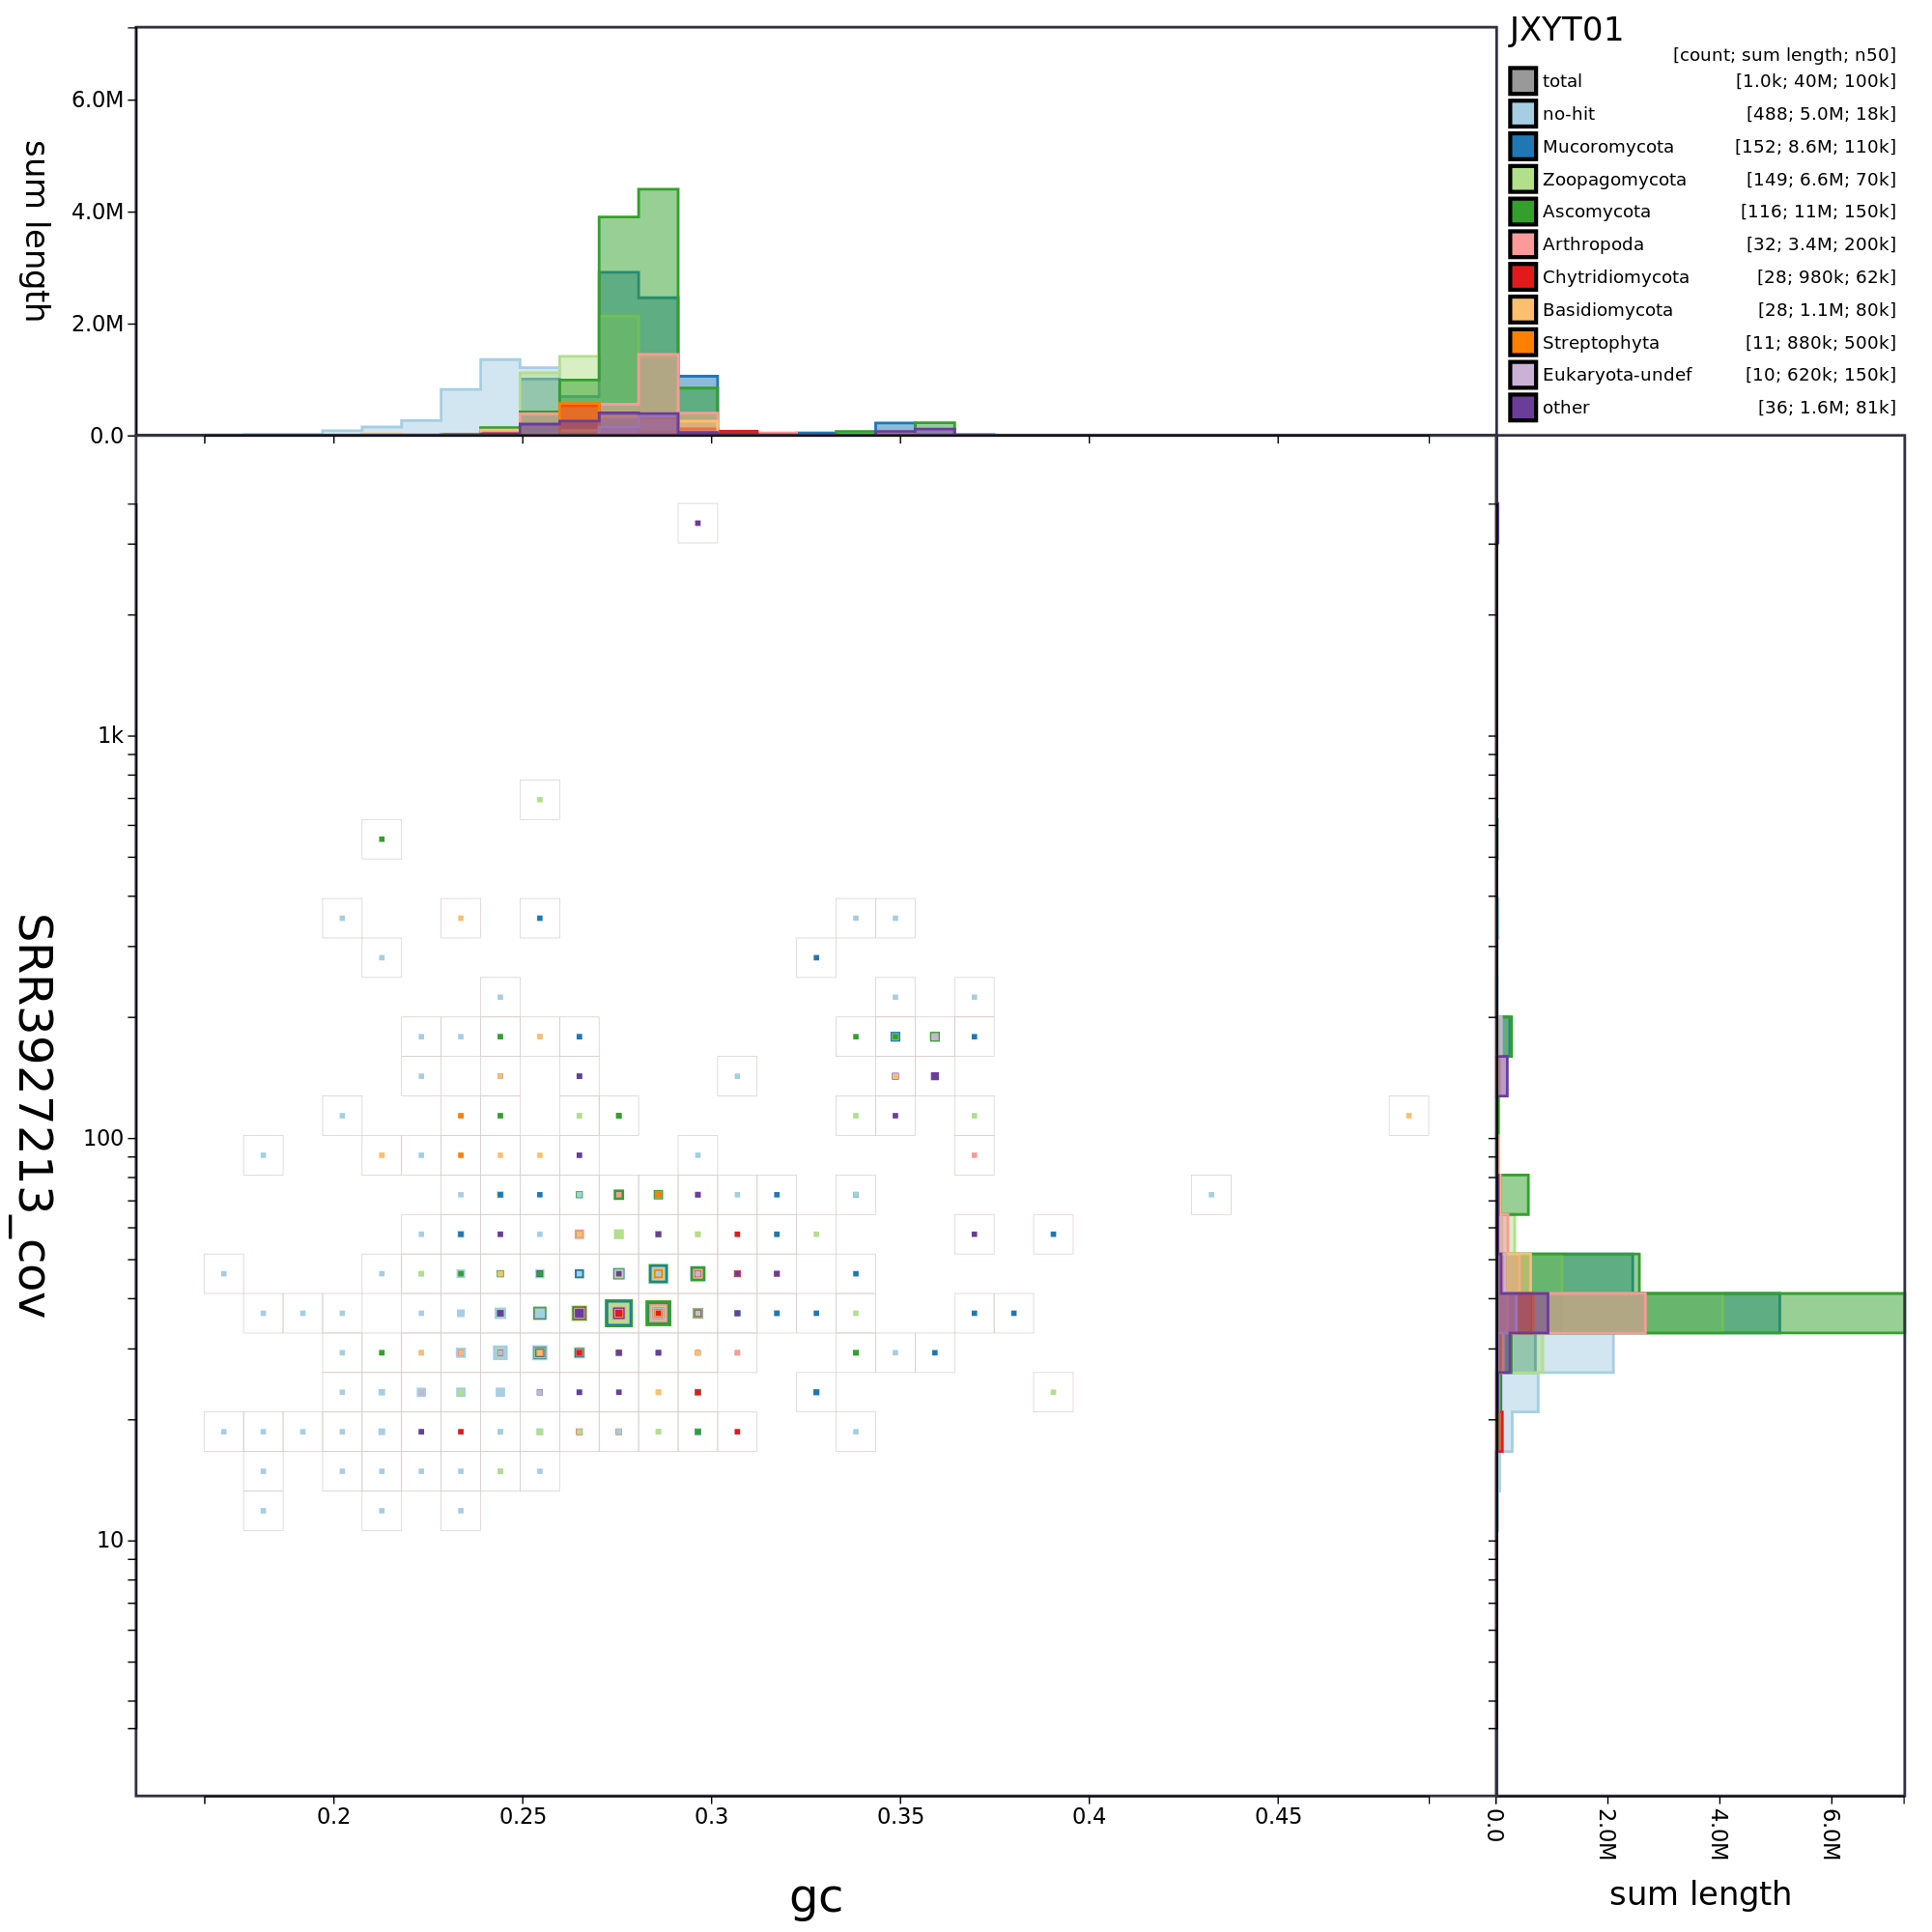 JXYT01
[count; sum length; n50]
total [1.0k; 40M; 100k]
no-hit [488; 5.0M; 18k]
Mucoromycota [152; 8.6M; 110k]
Zoopagomycota [149; 6.6M; 70k]
Ascomycota [116; 11M; 150k]
Arthropoda [32; 3.4M; 200k]
Chytridiomycota [28; 980k; 62k]
Basidiomycota [28; 1.1M; 80k]
Streptophyta [11; 880k; 500k]
Eukaryota-undef [10; 620k; 150k]
other [36; 1.6M; 81k]
sum length
6.0M
4.0M
2.0M
0.0
SRR3927213_cov
1k
100
10
0.2 0.25 0.3 0.35 0.4 0.45
gc
0.0 2.0M 4.0M 6.0M
sum length